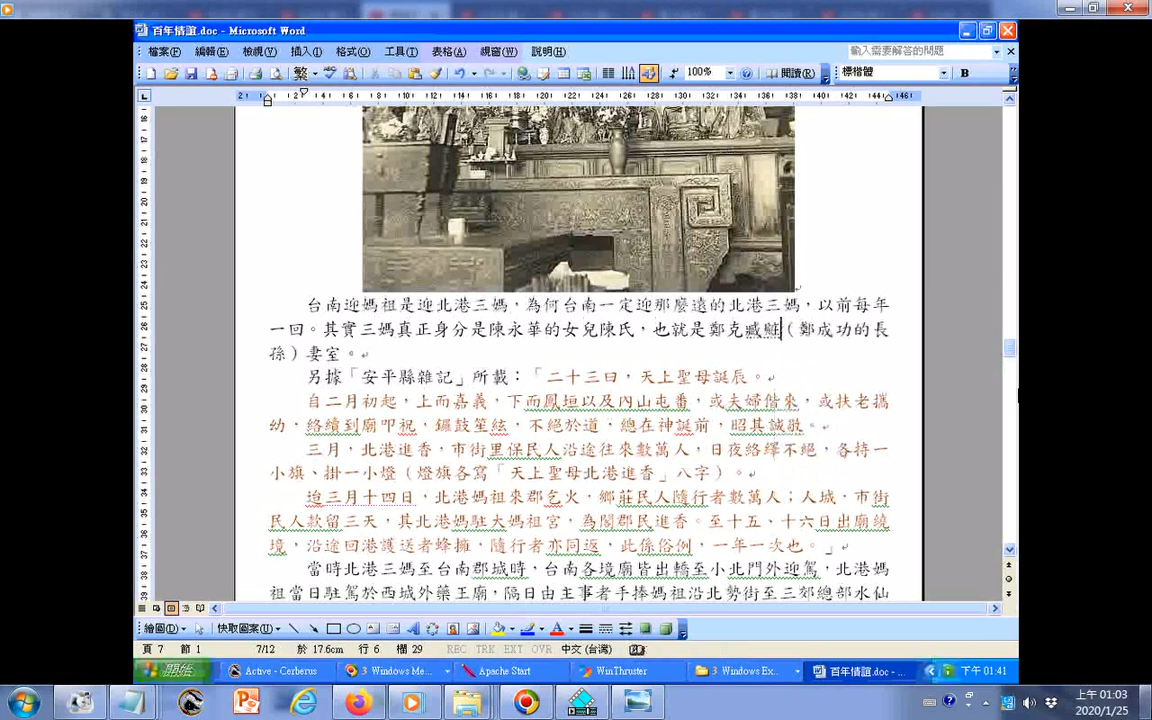 百年情誼.doc - Microsoft Word
檔案(F) 編輯(E) 檢視(V) 插入(I) 格式(O) 工具(T) 表格(A) 視窗(W) 說明(H) 輸入需要解答的問題
繁 100% 閱讀(R) 標楷體 B
台南迎媽祖是迎北港三媽，為何台南一定迎那麼遠的北港三媽，以前每年
一回。其實三媽真正身分是陳永華的女兒陳氏，也就是鄭克臧（鄭成功的長
孫）妻室。
另據「安平縣雜記」所載：「二十三日，天上聖母誕辰。
自二月初起，上而嘉義，下而鳳垣以及內山屯番，或夫婦偕來，或扶老攜
幼，絡續到廟叩祝，鑼鼓笙絃，不絕於道，總在神誕前，昭其誠敬。
三月，北港進香，市街里保民人沿途往來數萬人，日夜絡繹不絕，各持一
小旗、掛一小燈（燈旗各寫「天上聖母北港進香」八字）。
迨三月十四日，北港媽祖來郡乞火，鄉莊民人隨行者數萬人；人城，市街
民人款留三天，其北港媽駐大媽祖宮，為閤郡民進香。至十五、十六日出廟繞
境，沿途回港護送者蜂擁，隨行者亦同返，此係俗例，一年一次也。」
當時北港三媽至台南郡城時，台南各境廟皆出轎至小北門外迎駕，北港媽
祖當日駐駕於西城外藥王廟，隔日由主事者手捧媽祖沿北勢街至三郊總部水仙
繪圖(D) 快取圖案(U)
頁 7 節 1 7/12 於 17.6cm 行 6 欄 29 REC TRK EXT OVR 中文 (台灣)
開始 Active - Cerberus 3 Windows Me... Apache Start WinThruster 3 Windows Ex... 百年情誼.doc -... 下午 01:41
上午 01:03
2020/1/25